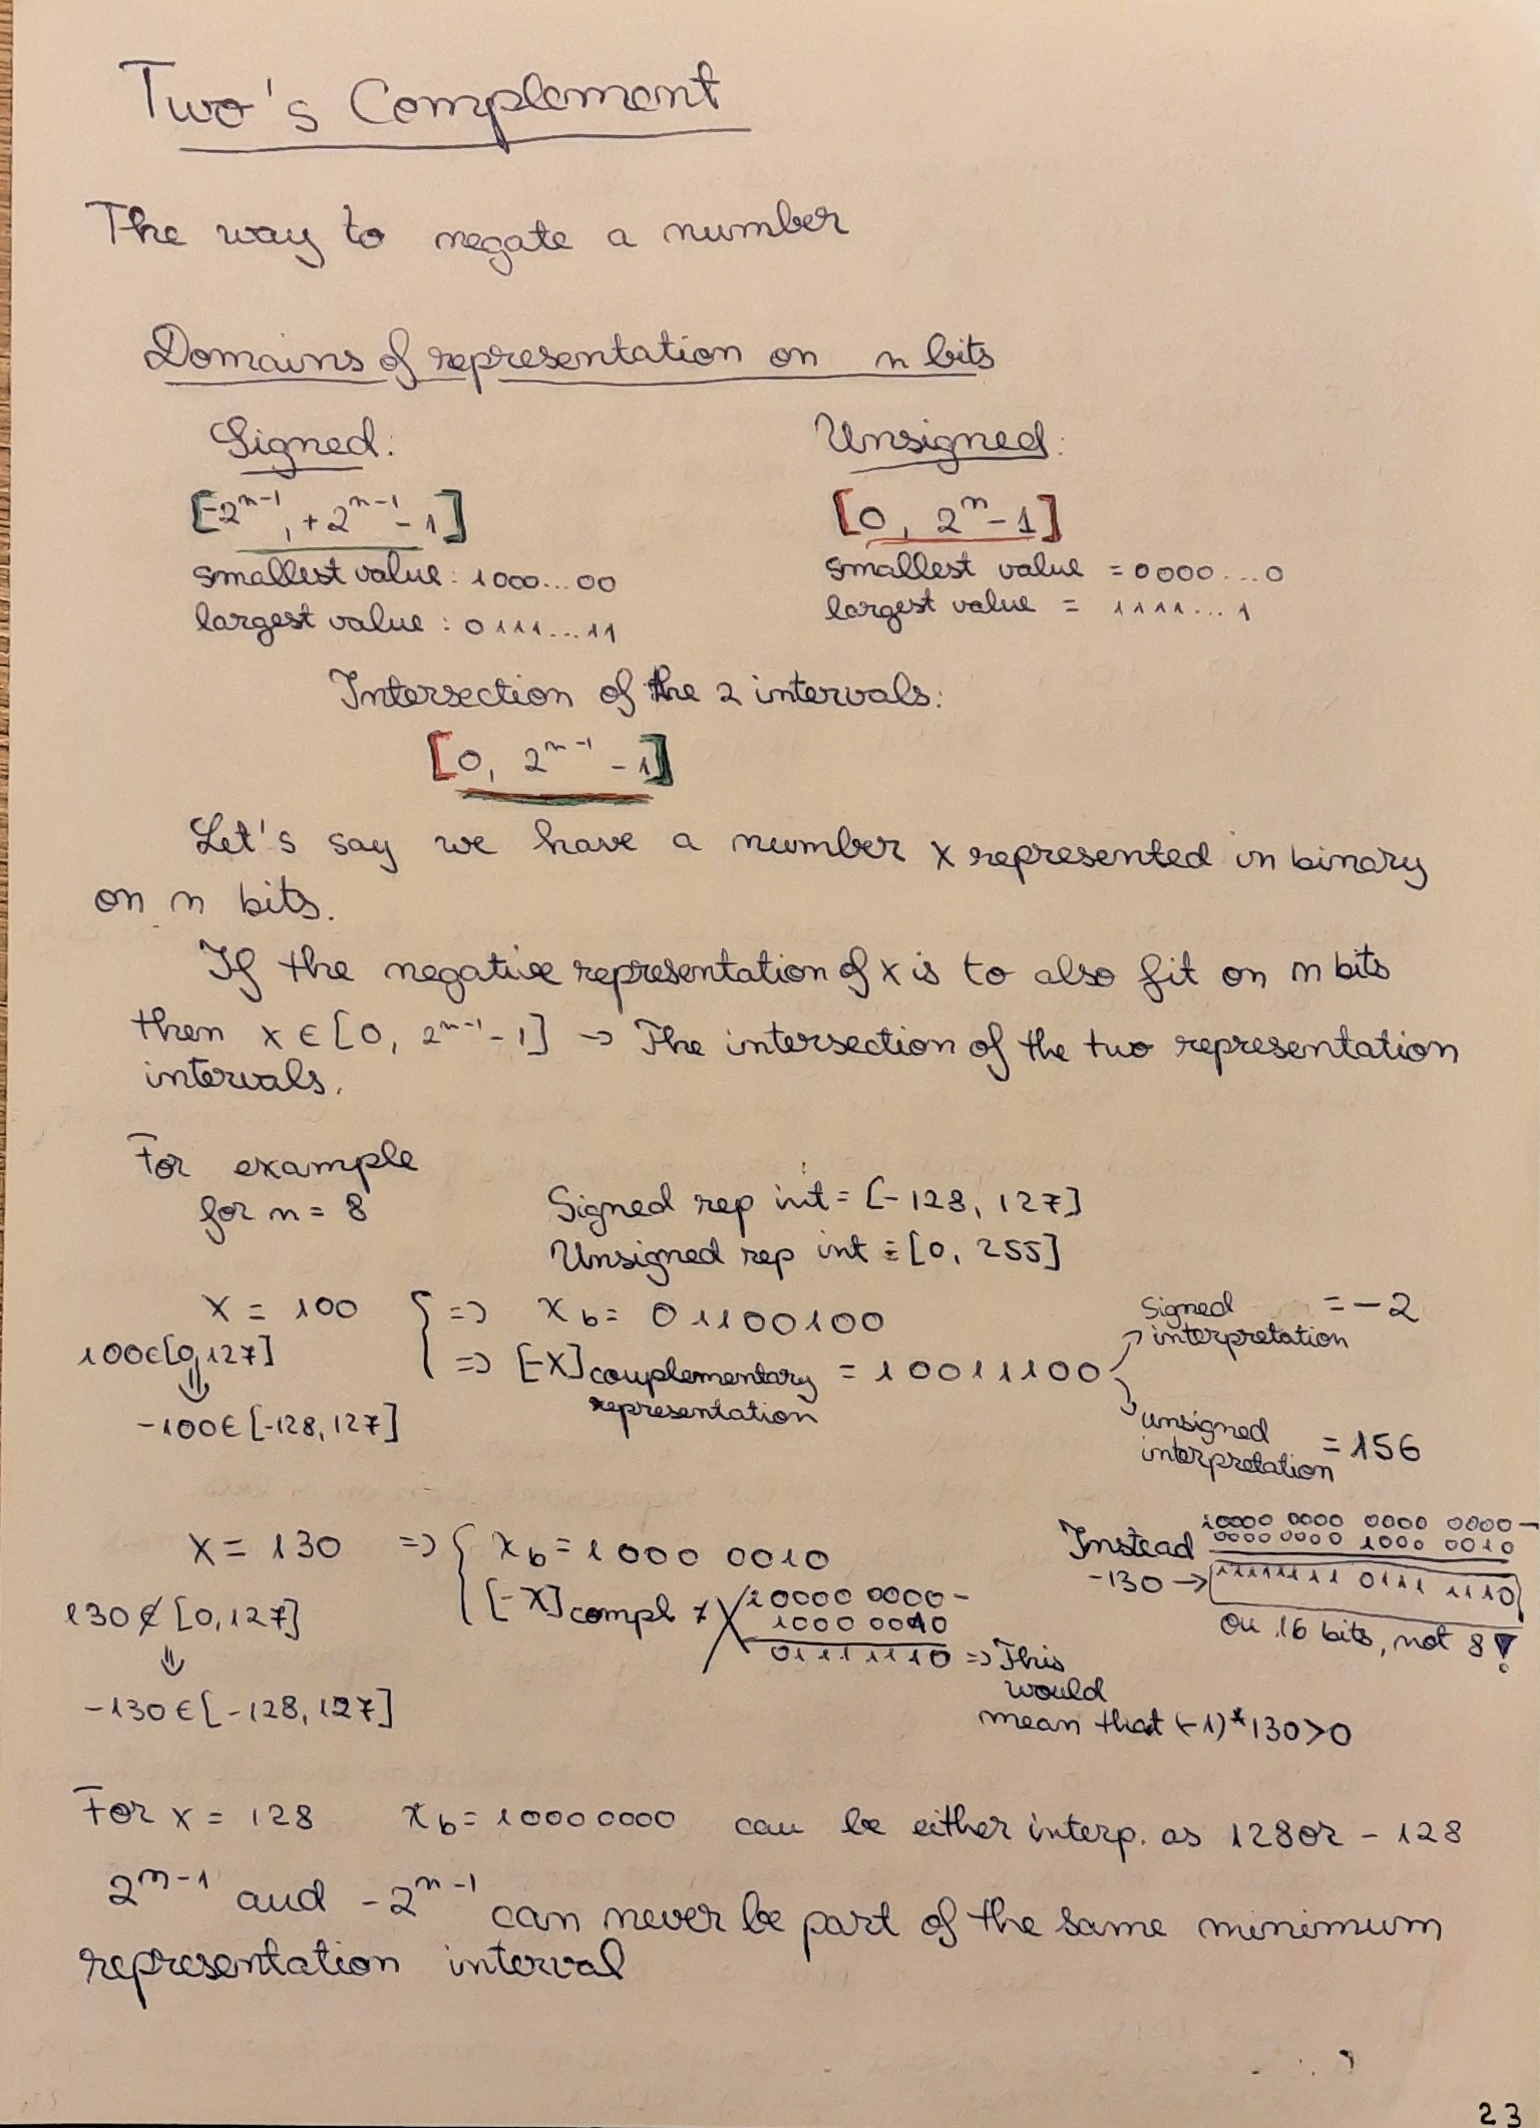 Two's Complement
The way to negate a number
Domains of representation on n bits
Signed:
[-2^{n-1}, +2^{n-1} - 1]
smallest value: 1000...00
largest value: 0111...11
Unsigned:
[0, 2^n - 1]
smallest value = 0000...0
largest value = 1111...1
Intersection of the 2 intervals:
[0, 2^{n-1} - 1]
Let's say we have a number x represented in binary
on n bits.
If the negative representation of x is to also fit on n bits
then x ∈ [0, 2^{n-1} - 1] → The intersection of the two representation
intervals.
For example
for n = 8
Signed rep int = [-128, 127]
Unsigned rep int = [0, 255]
x = 100 { => x_b = 01100100
100 ∈ [0, 127]
⇓
-100 ∈ [-128, 127]
=> [-x] complementary = 10011100
representation
signed = -2
interpretation
unsigned = 156
interpretation
x = 130 => { x_b = 1000 0010
130 ∉ [0, 127]
⇓
-130 ∈ [-128, 127]
[-x] compl ≠ 10000 0000 -
1000 0010
01111110 => This
would
mean that (-1)*130>0
Instead 10000 0000 0000 0000 -
0000 0000 1000 0010
-130 → 11111111 0111 1110
on 16 bits, not 8!
For x = 128 x_b = 10000000 can be either interp. as 128 or -128
2^{n-1} and -2^{n-1} can never be part of the same minimum
representation interval
23